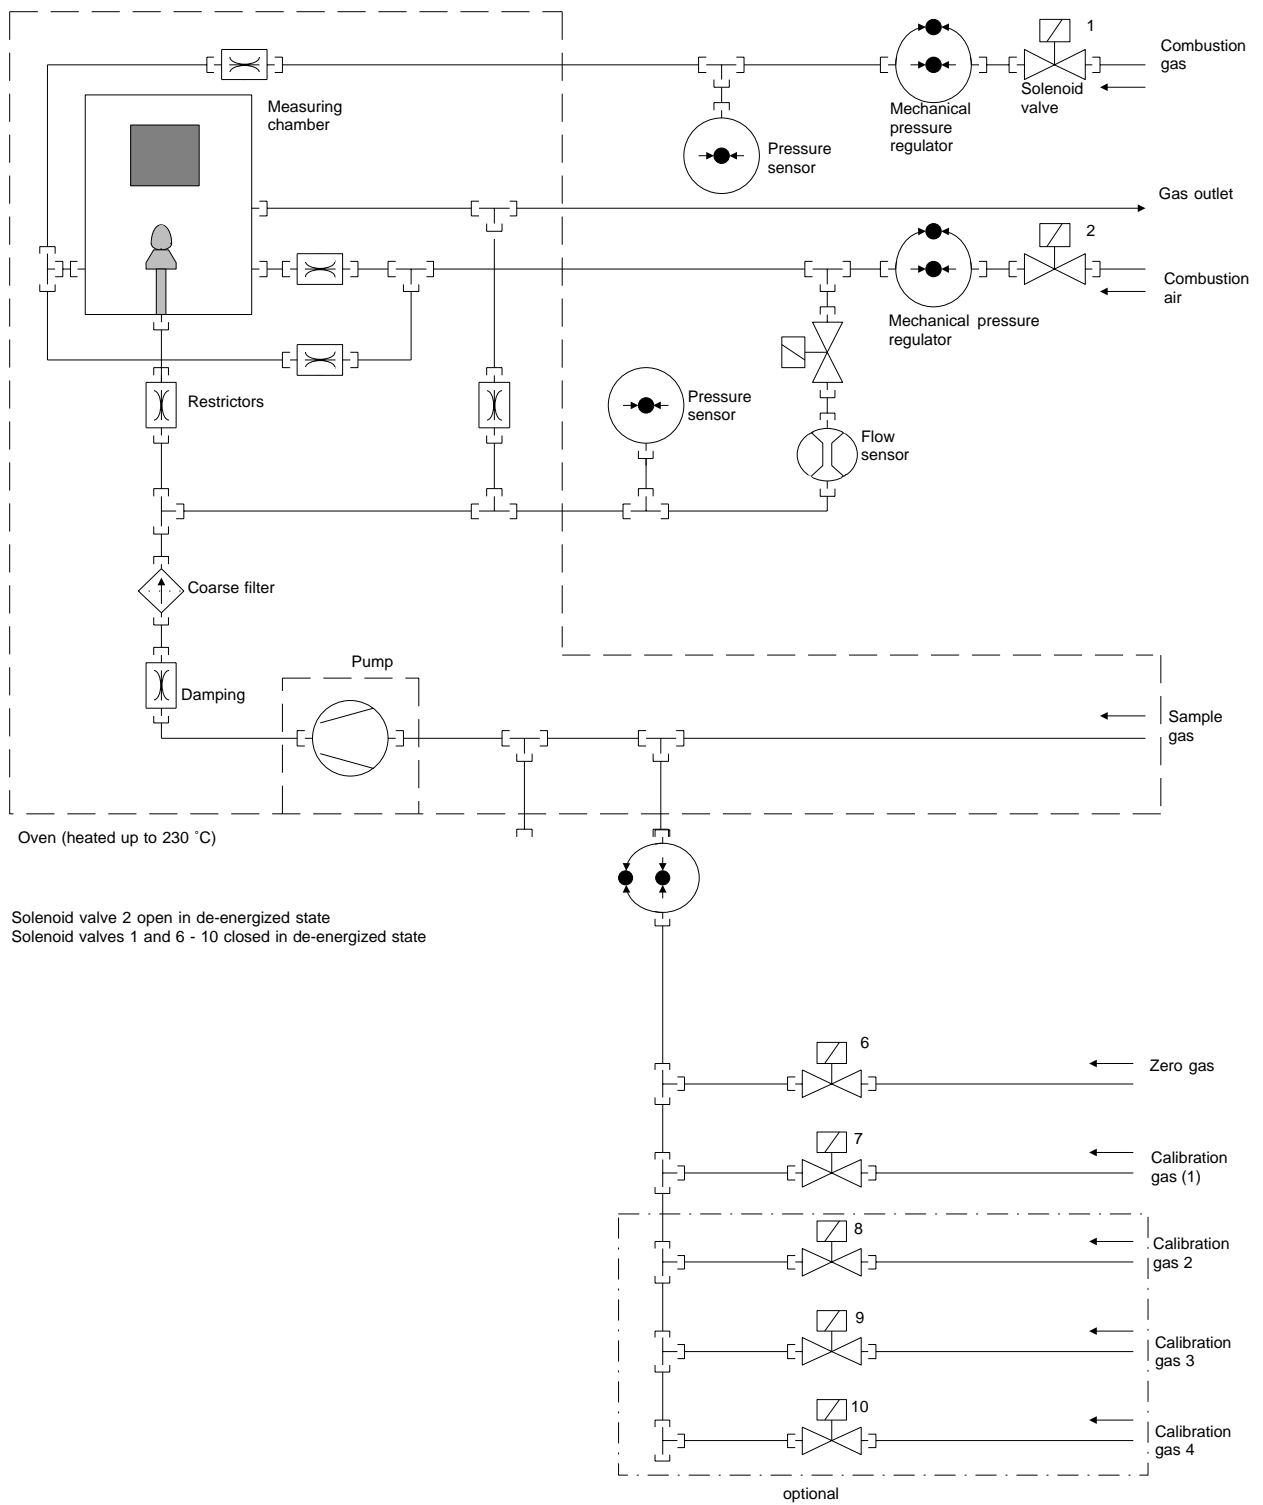 1
Combustion
gas
Solenoid
valve
Mechanical
pressure
regulator
Measuring
chamber
Pressure
sensor
Gas outlet
2
Combustion
air
Mechanical pressure
regulator
Restrictors
Pressure
sensor
Flow
sensor
Coarse filter
Pump
Damping
Sample
gas
Oven (heated up to 230 ˚C)
Solenoid valve 2 open in de-energized state
Solenoid valves 1 and 6 - 10 closed in de-energized state
6
Zero gas
7
Calibration
gas (1)
8
Calibration
gas 2
9
Calibration
gas 3
10
Calibration
gas 4
optional